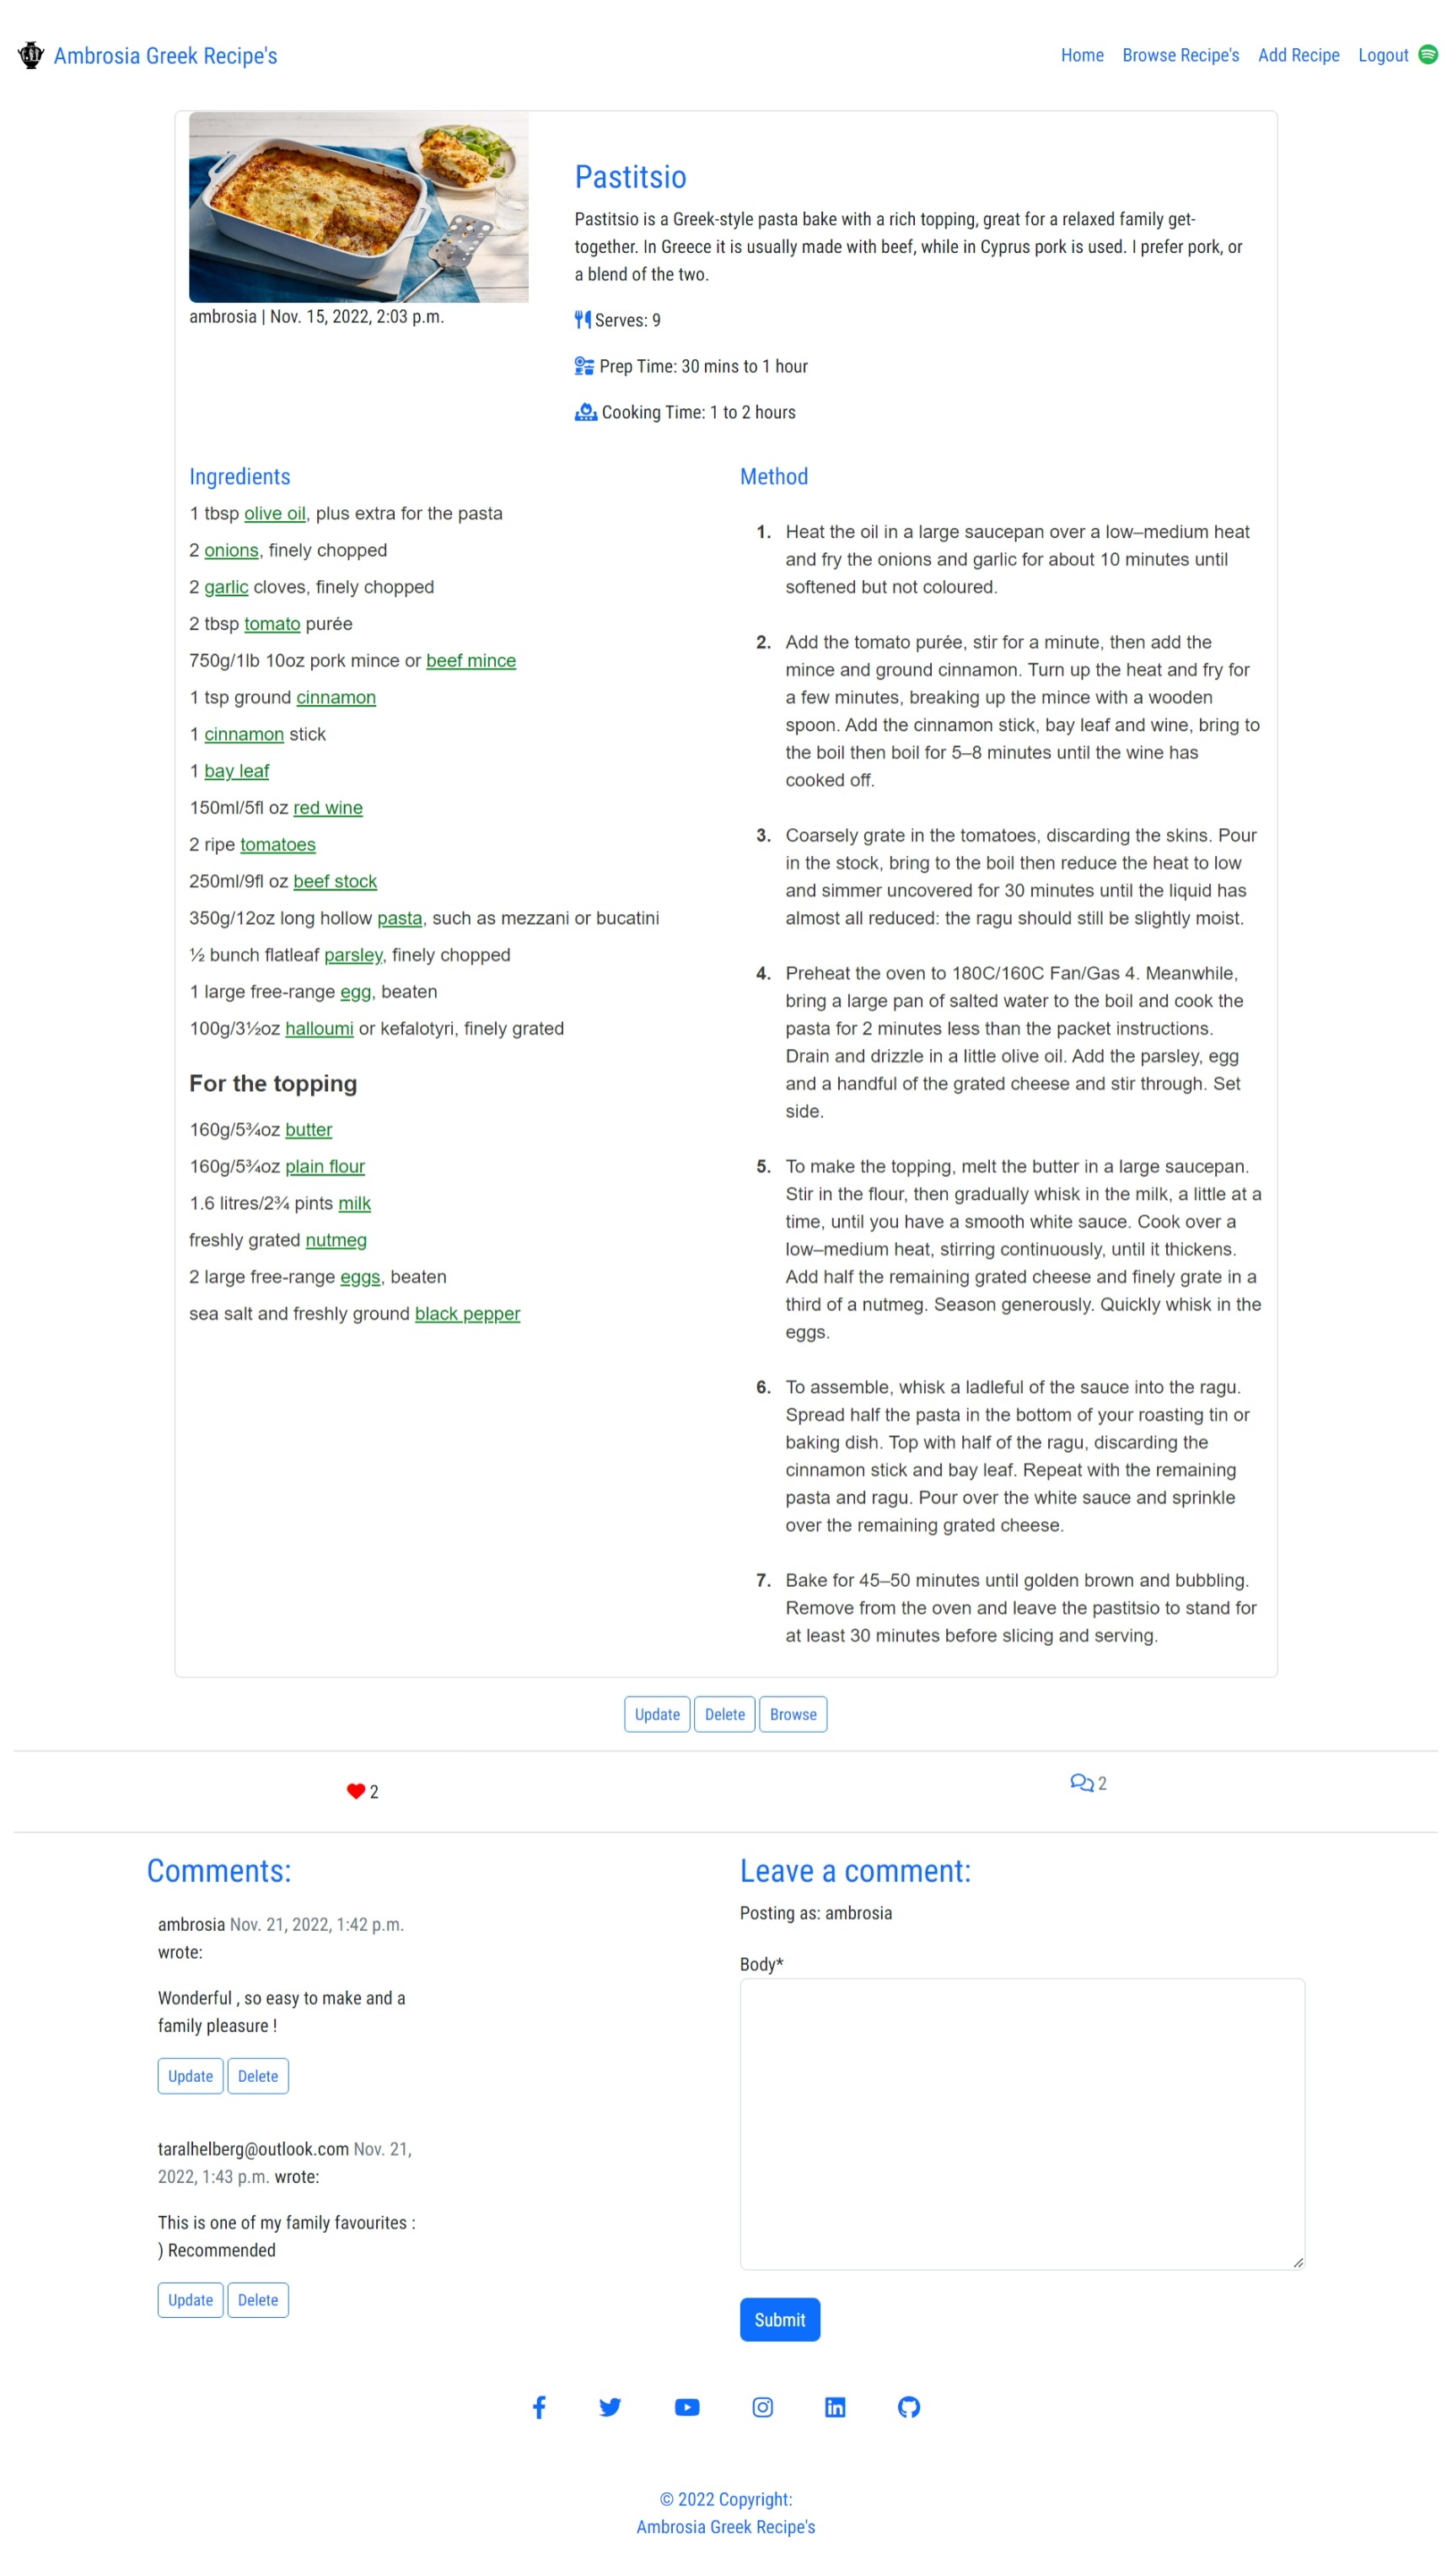 Ambrosia Greek Recipe's
Home Browse Recipe's Add Recipe Logout
Pastitsio
Pastitsio is a Greek-style pasta bake with a rich topping, great for a relaxed family get-
together. In Greece it is usually made with beef, while in Cyprus pork is used. I prefer pork, or
a blend of the two.
Serves: 9
Prep Time: 30 mins to 1 hour
Cooking Time: 1 to 2 hours
ambrosia | Nov. 15, 2022, 2:03 p.m.
Ingredients
1 tbsp olive oil, plus extra for the pasta
2 onions, finely chopped
2 garlic cloves, finely chopped
2 tbsp tomato purée
750g/1lb 10oz pork mince or beef mince
1 tsp ground cinnamon
1 cinnamon stick
1 bay leaf
150ml/5fl oz red wine
2 ripe tomatoes
250ml/9fl oz beef stock
350g/12oz long hollow pasta, such as mezzani or bucatini
½ bunch flatleaf parsley, finely chopped
1 large free-range egg, beaten
100g/3½oz halloumi or kefalotyri, finely grated
For the topping
160g/5¾oz butter
160g/5¾oz plain flour
1.6 litres/2¾ pints milk
freshly grated nutmeg
2 large free-range eggs, beaten
sea salt and freshly ground black pepper
Method
1. Heat the oil in a large saucepan over a low–medium heat
and fry the onions and garlic for about 10 minutes until
softened but not coloured.
2. Add the tomato purée, stir for a minute, then add the
mince and ground cinnamon. Turn up the heat and fry for
a few minutes, breaking up the mince with a wooden
spoon. Add the cinnamon stick, bay leaf and wine, bring to
the boil then boil for 5–8 minutes until the wine has
cooked off.
3. Coarsely grate in the tomatoes, discarding the skins. Pour
in the stock, bring to the boil then reduce the heat to low
and simmer uncovered for 30 minutes until the liquid has
almost all reduced: the ragu should still be slightly moist.
4. Preheat the oven to 180C/160C Fan/Gas 4. Meanwhile,
bring a large pan of salted water to the boil and cook the
pasta for 2 minutes less than the packet instructions.
Drain and drizzle in a little olive oil. Add the parsley, egg
and a handful of the grated cheese and stir through. Set
side.
5. To make the topping, melt the butter in a large saucepan.
Stir in the flour, then gradually whisk in the milk, a little at a
time, until you have a smooth white sauce. Cook over a
low–medium heat, stirring continuously, until it thickens.
Add half the remaining grated cheese and finely grate in a
third of a nutmeg. Season generously. Quickly whisk in the
eggs.
6. To assemble, whisk a ladleful of the sauce into the ragu.
Spread half the pasta in the bottom of your roasting tin or
baking dish. Top with half of the ragu, discarding the
cinnamon stick and bay leaf. Repeat with the remaining
pasta and ragu. Pour over the white sauce and sprinkle
over the remaining grated cheese.
7. Bake for 45–50 minutes until golden brown and bubbling.
Remove from the oven and leave the pastitsio to stand for
at least 30 minutes before slicing and serving.
Update Delete Browse
2
2
Comments:
ambrosia Nov. 21, 2022, 1:42 p.m.
wrote:
Wonderful , so easy to make and a
family pleasure !
Update Delete
taralhelberg@outlook.com Nov. 21,
2022, 1:43 p.m. wrote:
This is one of my family favourites :
) Recommended
Update Delete
Leave a comment:
Posting as: ambrosia
Body*
Submit
© 2022 Copyright:
Ambrosia Greek Recipe's